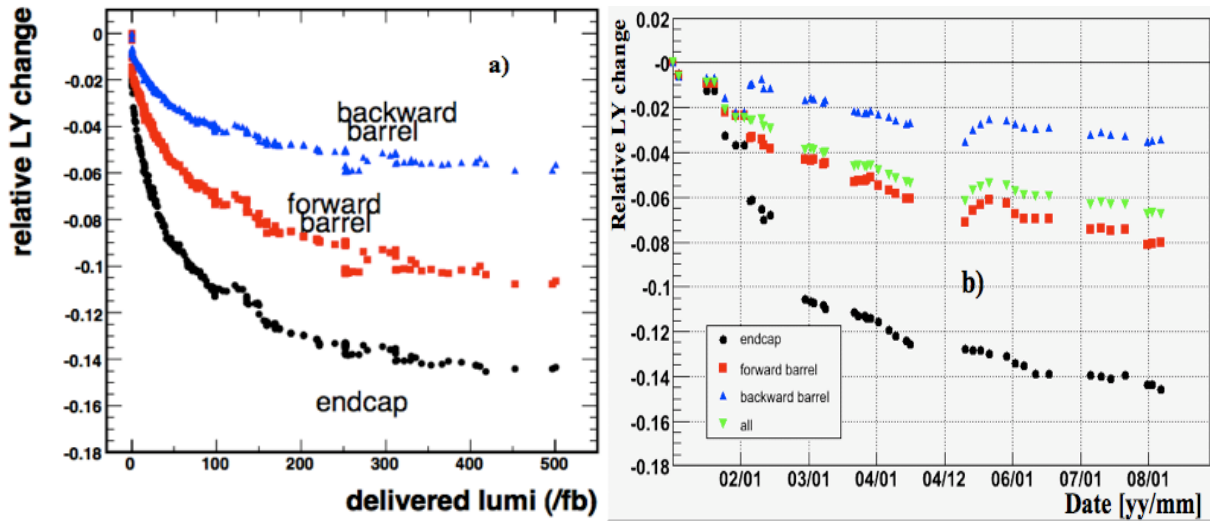 relative LY change
0
-0.02
-0.04
-0.06
-0.08
-0.1
-0.12
-0.14
-0.16
-0.18
a)
backward
barrel
forward
barrel
endcap
0
100
200
300
400
500
delivered lumi (/fb)
Relative LY change
0.02
-0
-0.02
-0.04
-0.06
-0.08
-0.1
-0.12
-0.14
-0.16
-0.18
b)
endcap
forward barrel
backward barrel
all
02/01
03/01
04/01
04/12
06/01
07/01
08/01
Date [yy/mm]